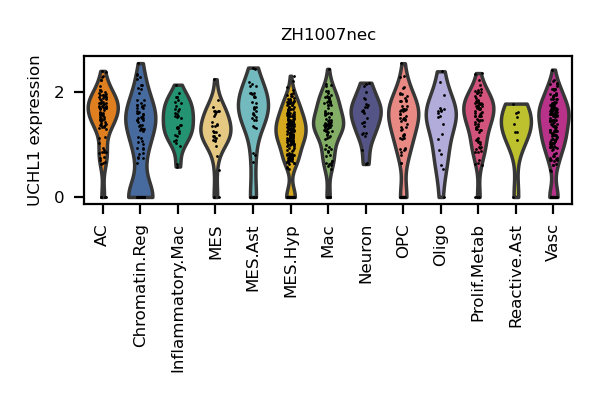 ZH1007nec
UCHL1 expression
2
0
AC
Chromatin.Reg
Inflammatory.Mac
MES
MES.Ast
MES.Hyp
Mac
Neuron
OPC
Oligo
Prolif.Metab
Reactive.Ast
Vasc